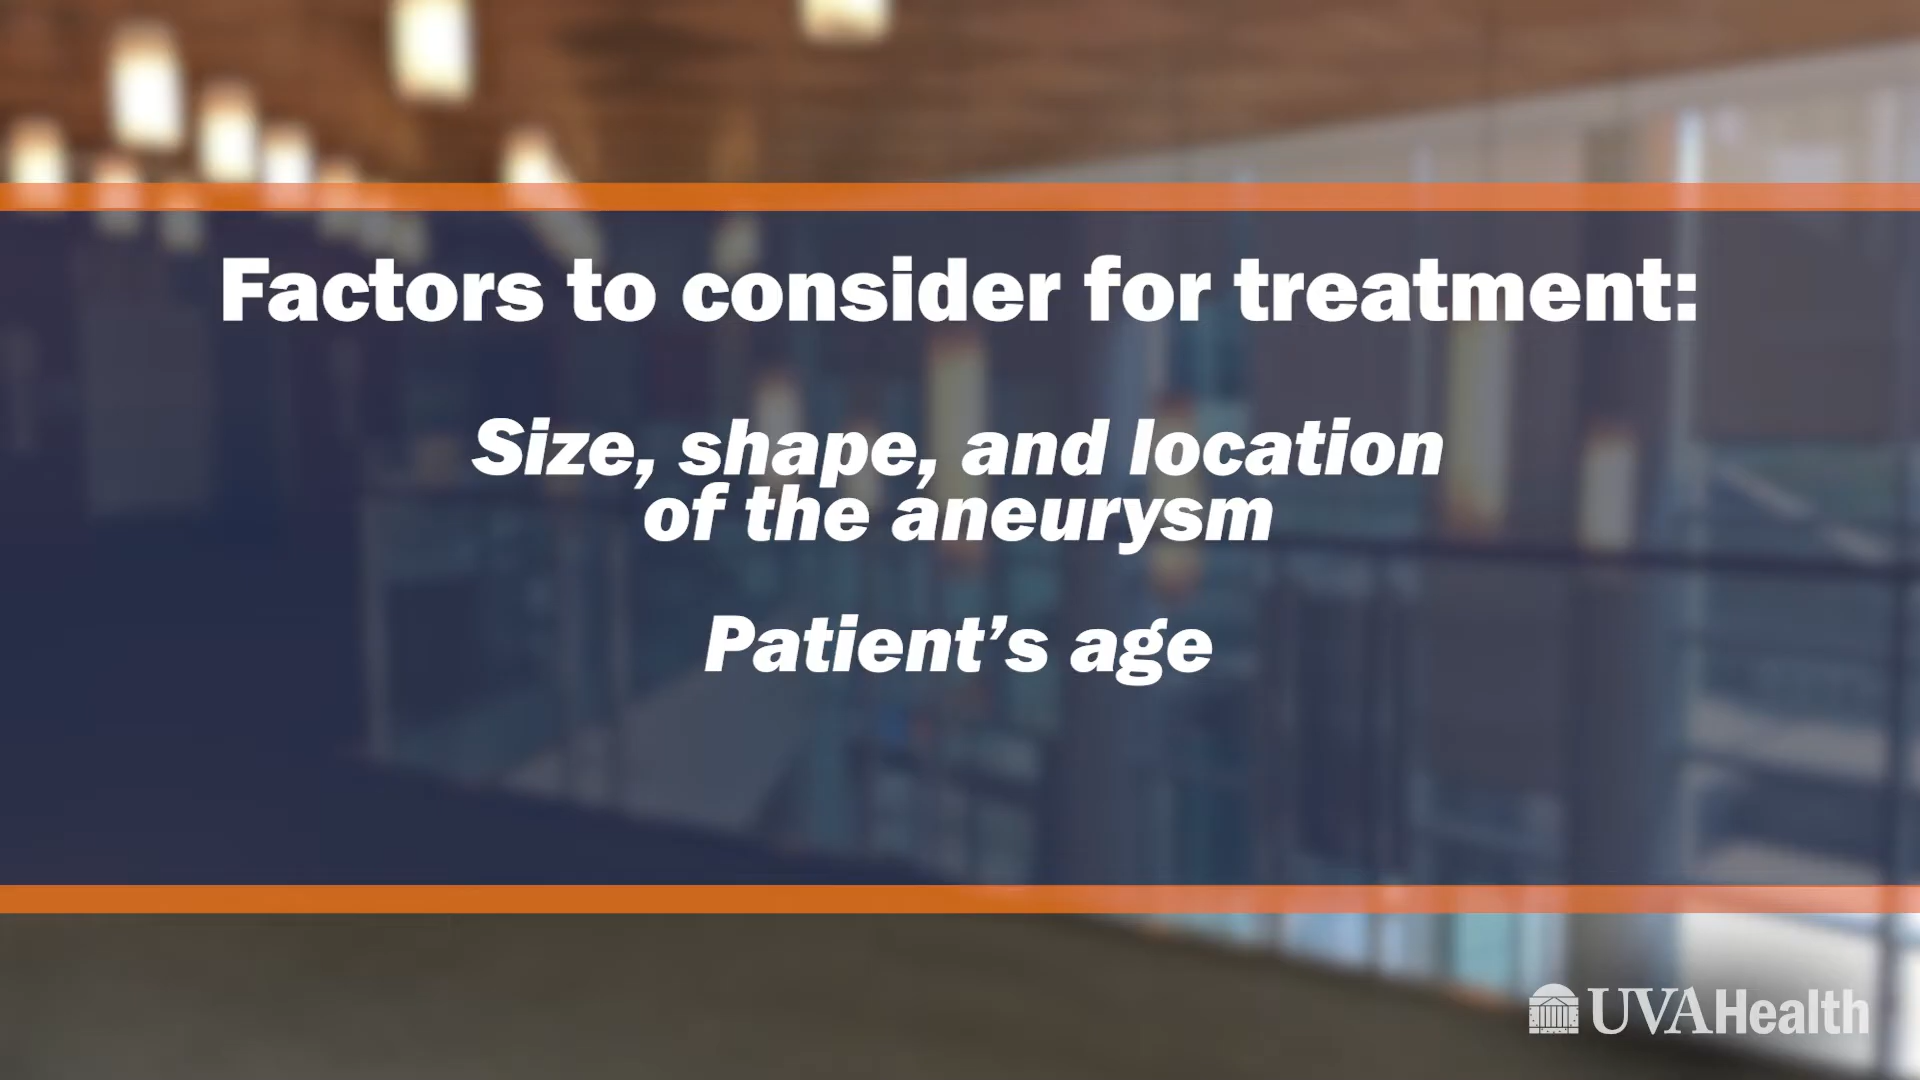 Factors to consider for treatment:
Size, shape, and location
of the aneurysm
Patient’s age
UVAHealth